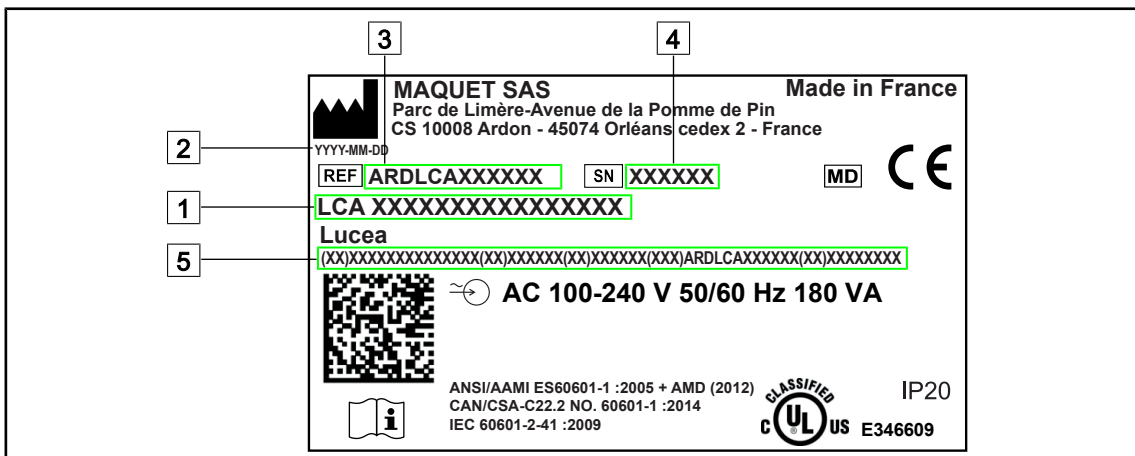 3
4
MAQUET SAS
Made in France
Parc de Limère-Avenue de la Pomme de Pin
CS 10008 Ardon - 45074 Orléans cedex 2 - France
2
YYYY-MM-DD
REF ARDLCAXXXXXX SN XXXXXX MD CE
1
LCA XXXXXXXXXXXXXXXX
Lucea
5
(XX)XXXXXXXXXXXXXX(XX)XXXXXX(XX)XXXXXX(XXX)ARDLCAXXXXXX(XX)XXXXXXXX
AC 100-240 V 50/60 Hz 180 VA
ANSI/AAMI ES60601-1 :2005 + AMD (2012)
CAN/CSA-C22.2 NO. 60601-1 :2014
IEC 60601-2-41 :2009
i
CLASSIFIED
C UL ® US
E346609
IP20